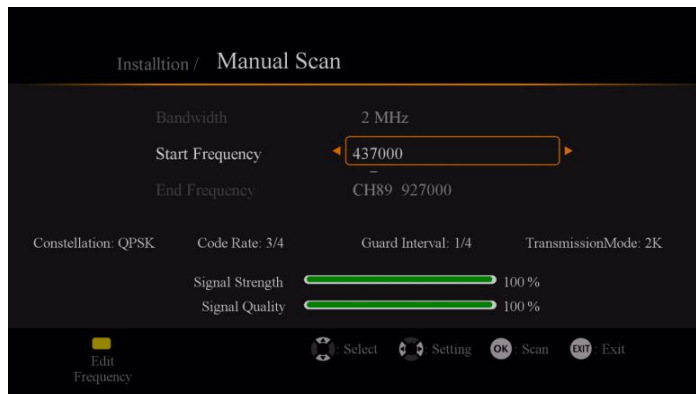 Installtion / Manual Scan
Bandwidth 2 MHz
Start Frequency 437000
End Frequency CH89 927000
Constellation: QPSK Code Rate: 3/4 Guard Interval: 1/4 TransmissionMode: 2K
Signal Strength 100 %
Signal Quality 100 %
: Select : Setting OK : Scan EXIT : Exit
Edit
Frequency